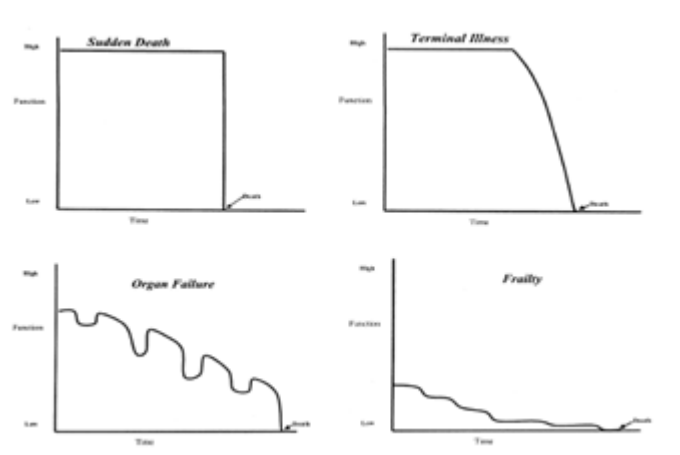 Sudden Death
High
Function
Low
Death
Time
Terminal Illness
High
Function
Low
Death
Time
Organ Failure
High
Function
Low
Death
Time
Frailty
High
Function
Low
Death
Time